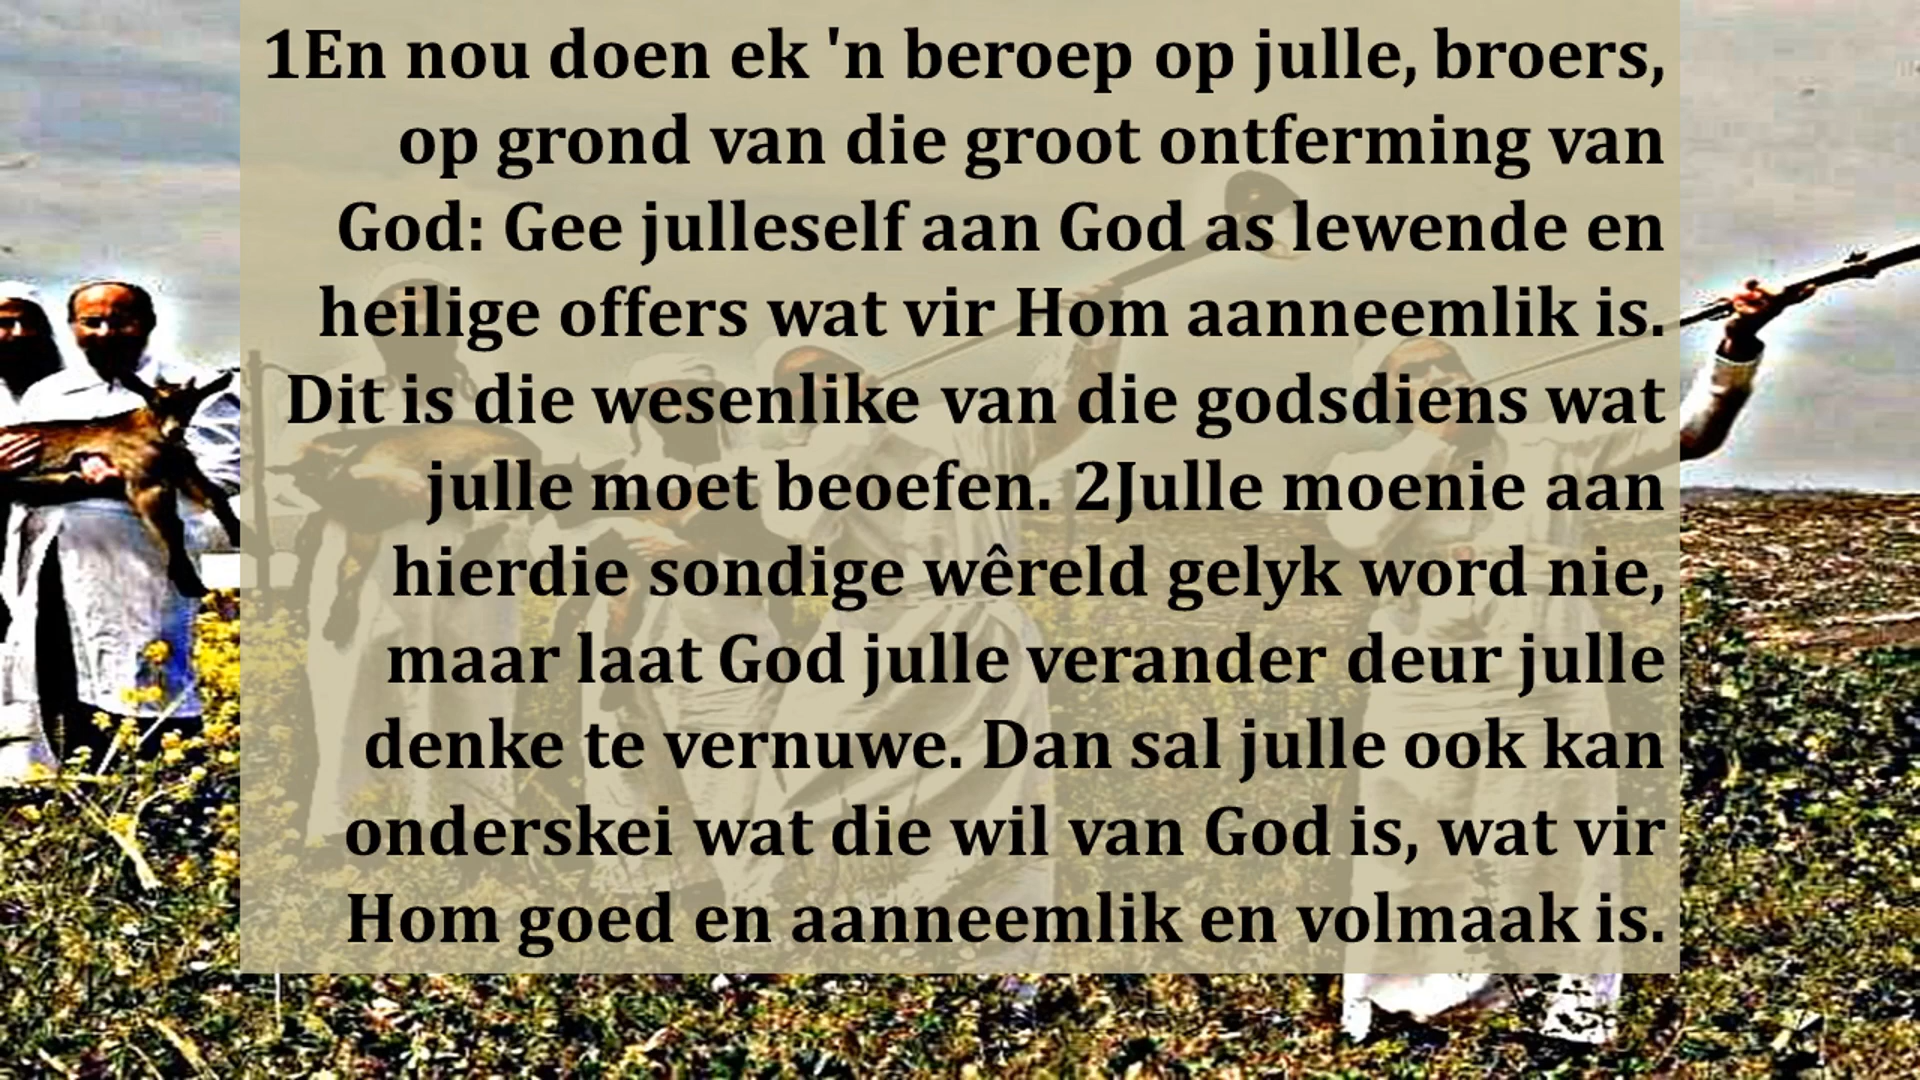 1En nou doen ek 'n beroep op julle, broers,
op grond van die groot ontferming van
God: Gee julleself aan God as lewende en
heilige offers wat vir Hom aanneemlik is.
Dit is die wesenlike van die godsdiens wat
julle moet beoefen. 2Julle moenie aan
hierdie sondige wêreld gelyk word nie,
maar laat God julle verander deur julle
denke te vernuwe. Dan sal julle ook kan
onderskei wat die wil van God is, wat vir
Hom goed en aanneemlik en volmaak is.